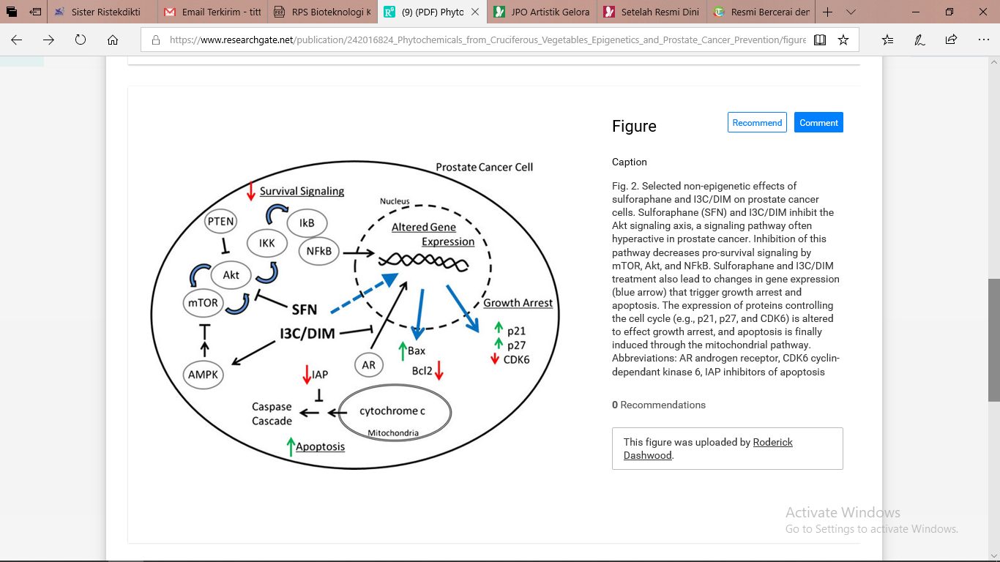 Sister Ristekdikti
Email Terkirim - titt
RPS Bioteknologi K
(9) (PDF) Phyto
JPO Artistik Gelora
Setelah Resmi Dini
Resmi Bercerai der
https://www.researchgate.net/publication/242016824_Phytochemicals_from_Cruciferous_Vegetables_Epigenetics_and_Prostate_Cancer_Prevention/figure
Prostate Cancer Cell
Survival Signaling
Nucleus
PTEN
IkB
IKK
NFkB
Altered Gene
Expression
Akt
mTOR
SFN
I3C/DIM
Growth Arrest
p21
p27
CDK6
Bax
Bcl2
AR
AMPK
IAP
Caspase
Cascade
cytochrome c
Mitochondria
Apoptosis
Figure
Recommend
Comment
Caption
Fig. 2. Selected non-epigenetic effects of
sulforaphane and I3C/DIM on prostate cancer
cells. Sulforaphane (SFN) and I3C/DIM inhibit the
Akt signaling axis, a signaling pathway often
hyperactive in prostate cancer. Inhibition of this
pathway decreases pro-survival signaling by
mTOR, Akt, and NFkB. Sulforaphane and I3C/DIM
treatment also lead to changes in gene expression
(blue arrow) that trigger growth arrest and
apoptosis. The expression of proteins controlling
the cell cycle (e.g., p21, p27, and CDK6) is altered
to effect growth arrest, and apoptosis is finally
induced through the mitochondrial pathway.
Abbreviations: AR androgen receptor, CDK6 cyclin-
dependant kinase 6, IAP inhibitors of apoptosis
0 Recommendations
This figure was uploaded by Roderick
Dashwood.
Activate Windows
Go to Settings to activate Windows.